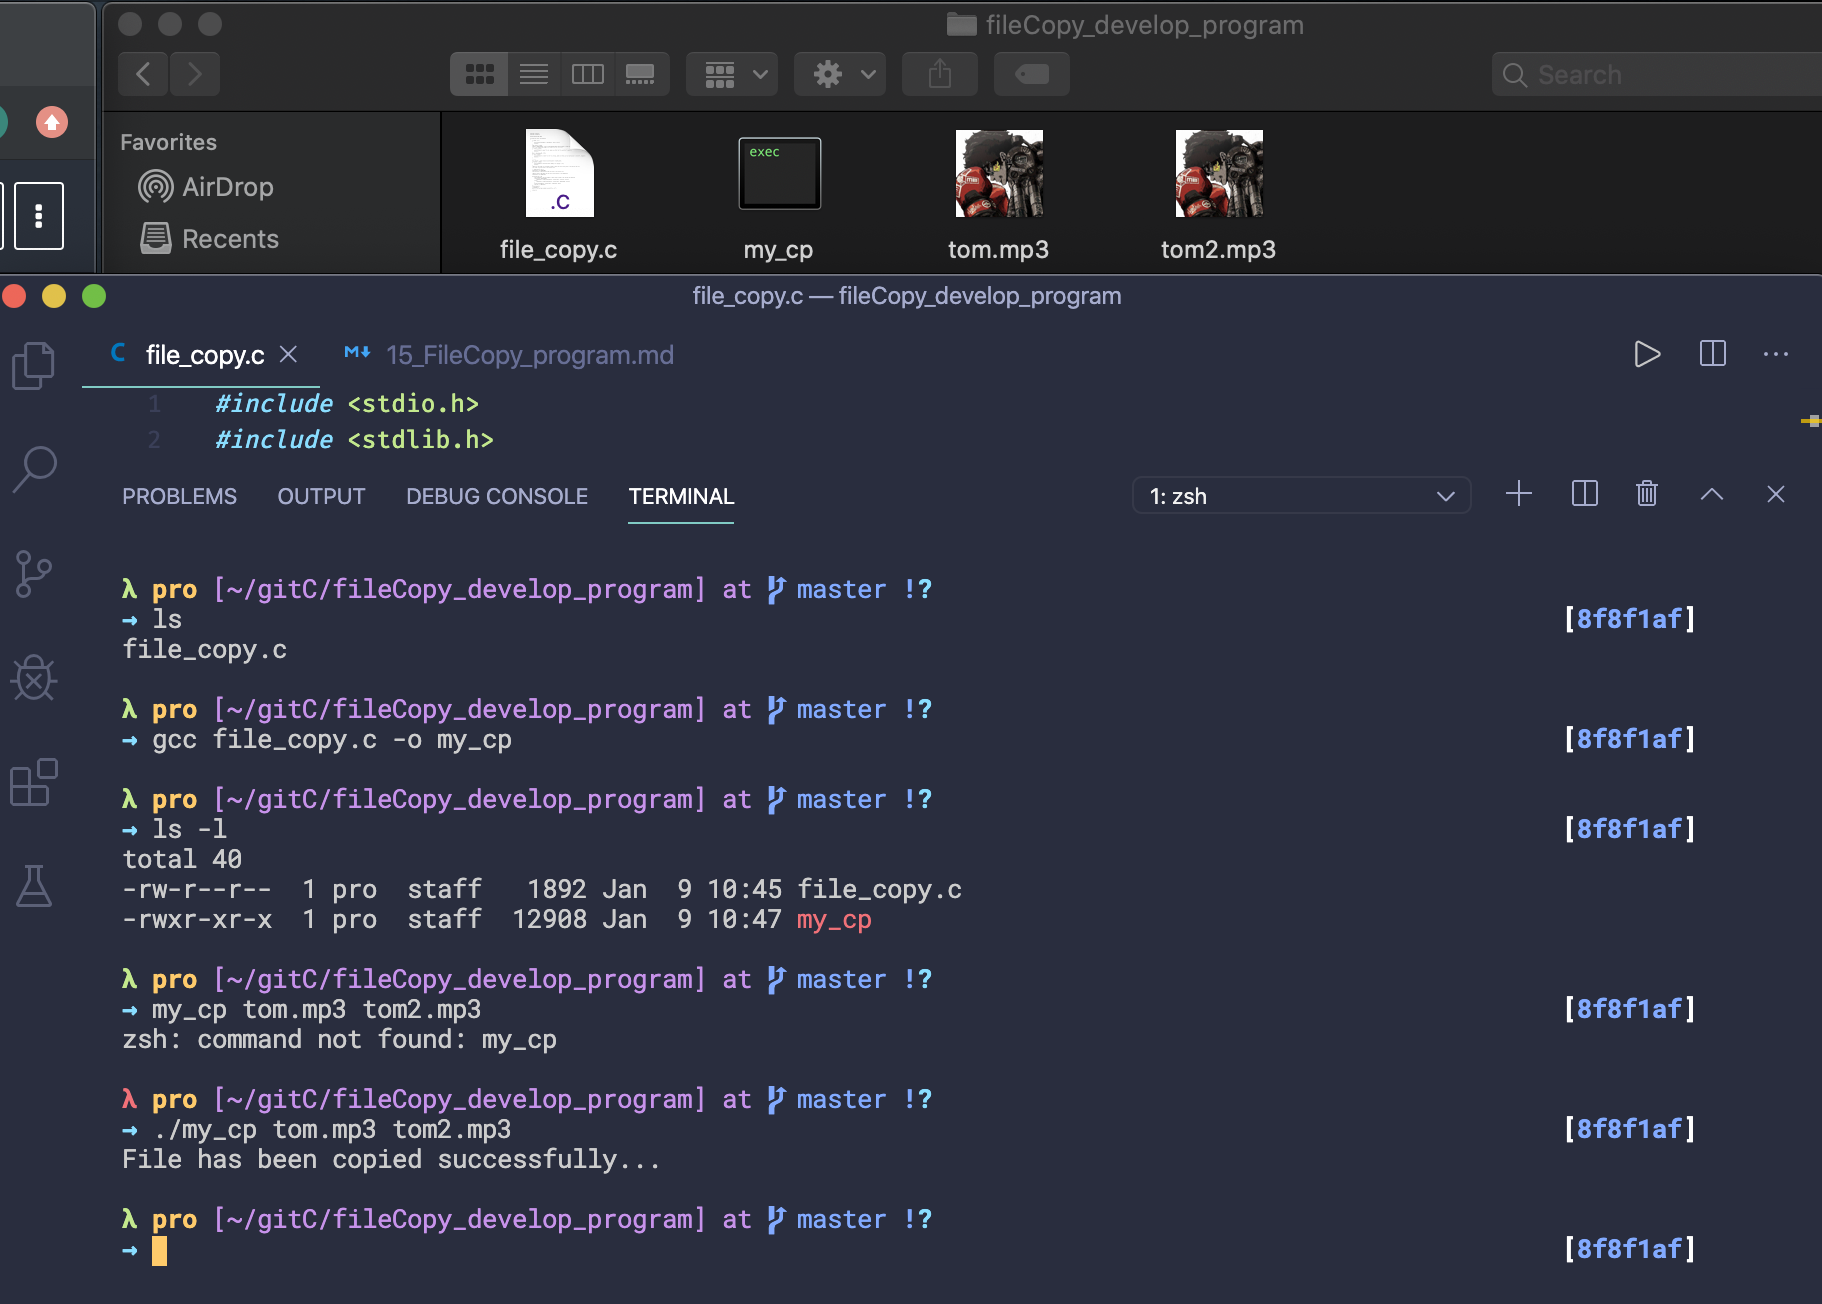 fileCopy_develop_program
Search
Favorites
AirDrop
Recents
exec
.C
file_copy.c
my_cp
tom.mp3
tom2.mp3
file_copy.c — fileCopy_develop_program
C file_copy.c
M↓ 15_FileCopy_program.md
1 #include <stdio.h>
2 #include <stdlib.h>
PROBLEMS OUTPUT DEBUG CONSOLE TERMINAL 1: zsh
λ pro [~/gitC/fileCopy_develop_program] at master !?
→ ls [8f8f1af]
file_copy.c
λ pro [~/gitC/fileCopy_develop_program] at master !?
→ gcc file_copy.c -o my_cp [8f8f1af]
λ pro [~/gitC/fileCopy_develop_program] at master !?
→ ls -l [8f8f1af]
total 40
-rw-r--r-- 1 pro staff 1892 Jan 9 10:45 file_copy.c
-rwxr-xr-x 1 pro staff 12908 Jan 9 10:47 my_cp
λ pro [~/gitC/fileCopy_develop_program] at master !?
→ my_cp tom.mp3 tom2.mp3 [8f8f1af]
zsh: command not found: my_cp
λ pro [~/gitC/fileCopy_develop_program] at master !?
→ ./my_cp tom.mp3 tom2.mp3 [8f8f1af]
File has been copied successfully...
λ pro [~/gitC/fileCopy_develop_program] at master !?
→ [8f8f1af]